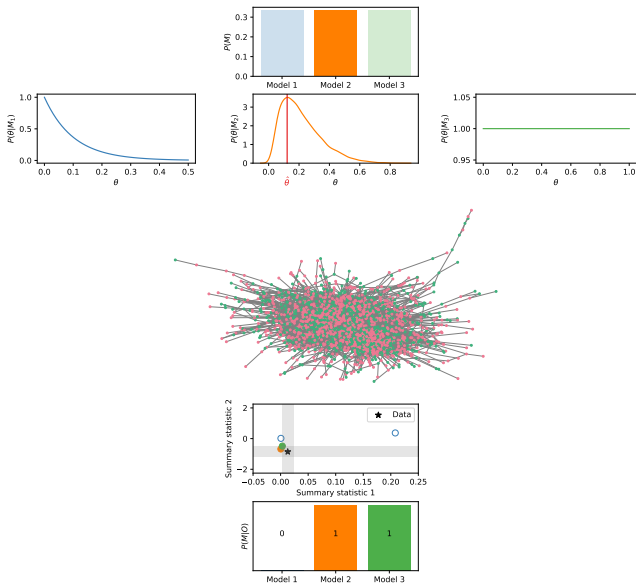 P(M)
0.3
0.2
0.1
0.0
Model 1 Model 2 Model 3
P(θ|M₁)
1.0
0.5
0.0
0.0 0.1 0.2 0.3 0.4 0.5
θ
P(θ|M₂)
3
2
1
0
0.0 0.2 0.4 0.6 0.8
θ̂ θ
P(θ|M₃)
1.05
1.00
0.95
0.0 0.2 0.4 0.6 0.8 1.0
θ
Summary statistic 2
2
0
−2
Data
−0.05 0.00 0.05 0.10 0.15 0.20 0.25
Summary statistic 1
P(M|O)
0 1 1
Model 1 Model 2 Model 3